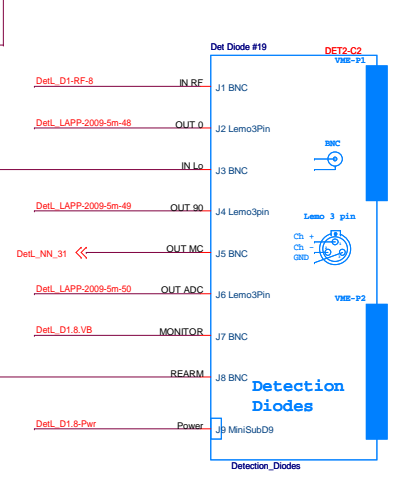 Det Diode #19
DET2-C2
VME-P1
DetL_D1-RF-8 IN RF J1 BNC
DetL_LAPP-2009-5m-48 OUT 0 J2 Lemo3Pin
BNC
IN Lo J3 BNC
DetL_LAPP-2009-5m-49 OUT 90 J4 Lemo3pin
Lemo 3 pin
Ch +
Ch -
GND
DetL_NN_31 OUT MC J5 BNC
DetL_LAPP-2009-5m-50 OUT ADC J6 Lemo3Pin
VME-P2
DetL_D1.8.VB MONITOR J7 BNC
REARM J8 BNC
Detection
Diodes
DetL_D1.8-Pwr Power J9 MiniSubD9
Detection_Diodes